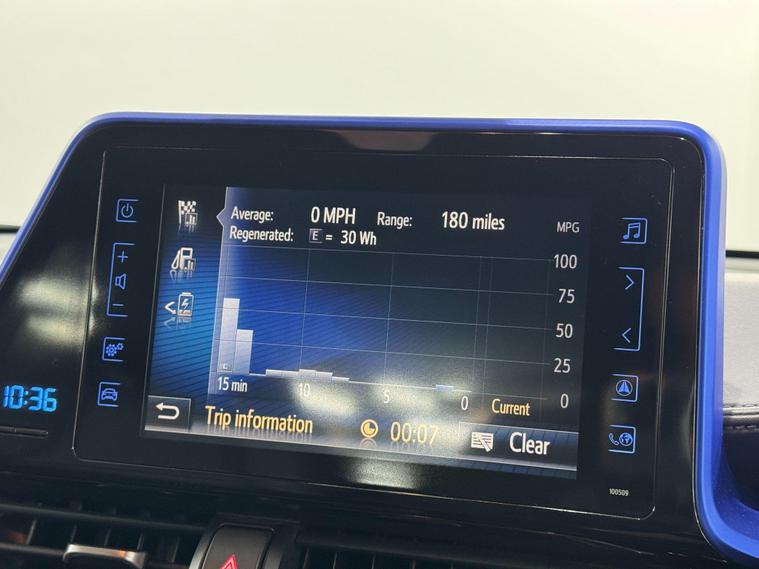 Average: 0 MPH Range: 180 miles MPG
Regenerated: E = 30 Wh
100
75
50
25
0
15 min 10 5 0 Current
10:36
Trip information 00:07 Clear
100509